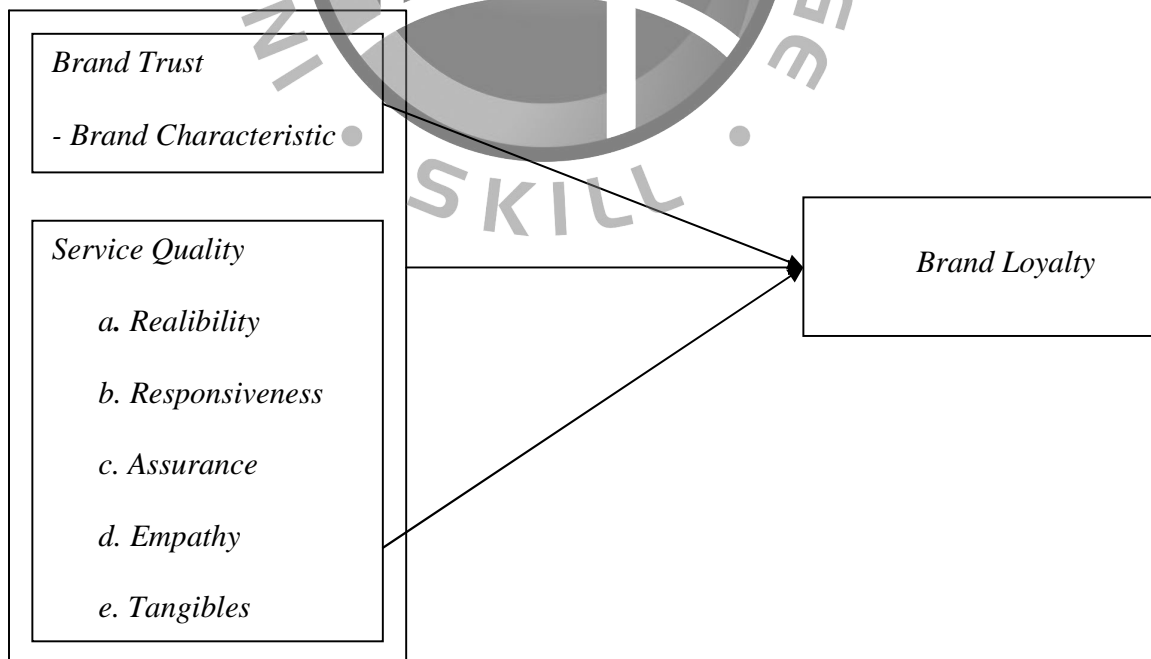 Brand Trust
- Brand Characteristic
SKILL
Service Quality
a. Realibility
b. Responsiveness
c. Assurance
d. Empathy
e. Tangibles
Brand Loyalty